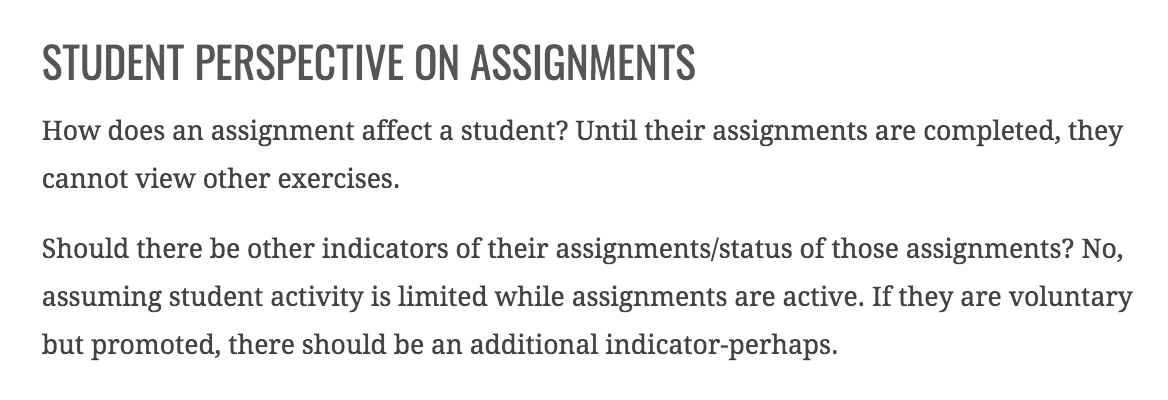 STUDENT PERSPECTIVE ON ASSIGNMENTS
How does an assignment affect a student? Until their assignments are completed, they
cannot view other exercises.
Should there be other indicators of their assignments/status of those assignments? No,
assuming student activity is limited while assignments are active. If they are voluntary
but promoted, there should be an additional indicator-perhaps.